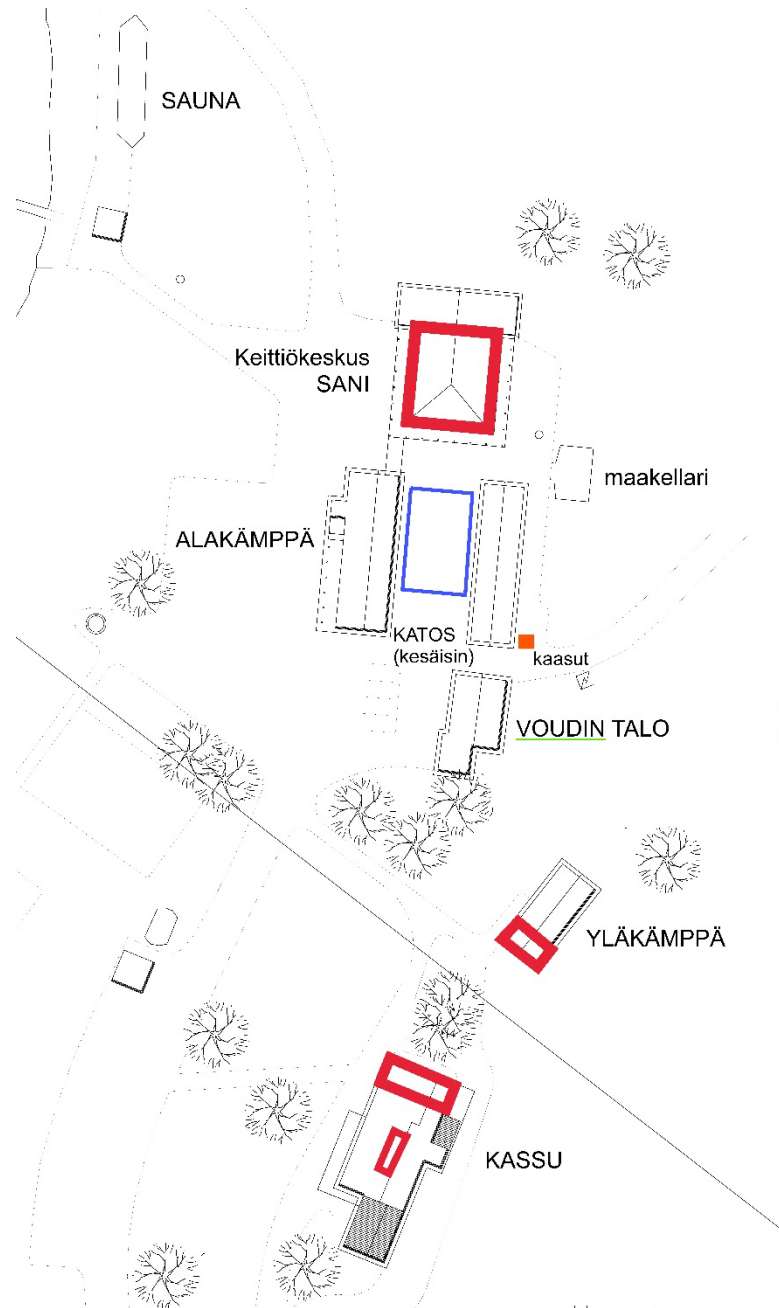 SAUNA
Keittiökeskus
SANI
maakellari
ALAKÄMPPÄ
KATOS
(kesäisin)
kaasut
VOUDIN TALO
YLÄKÄMPPÄ
KASSU